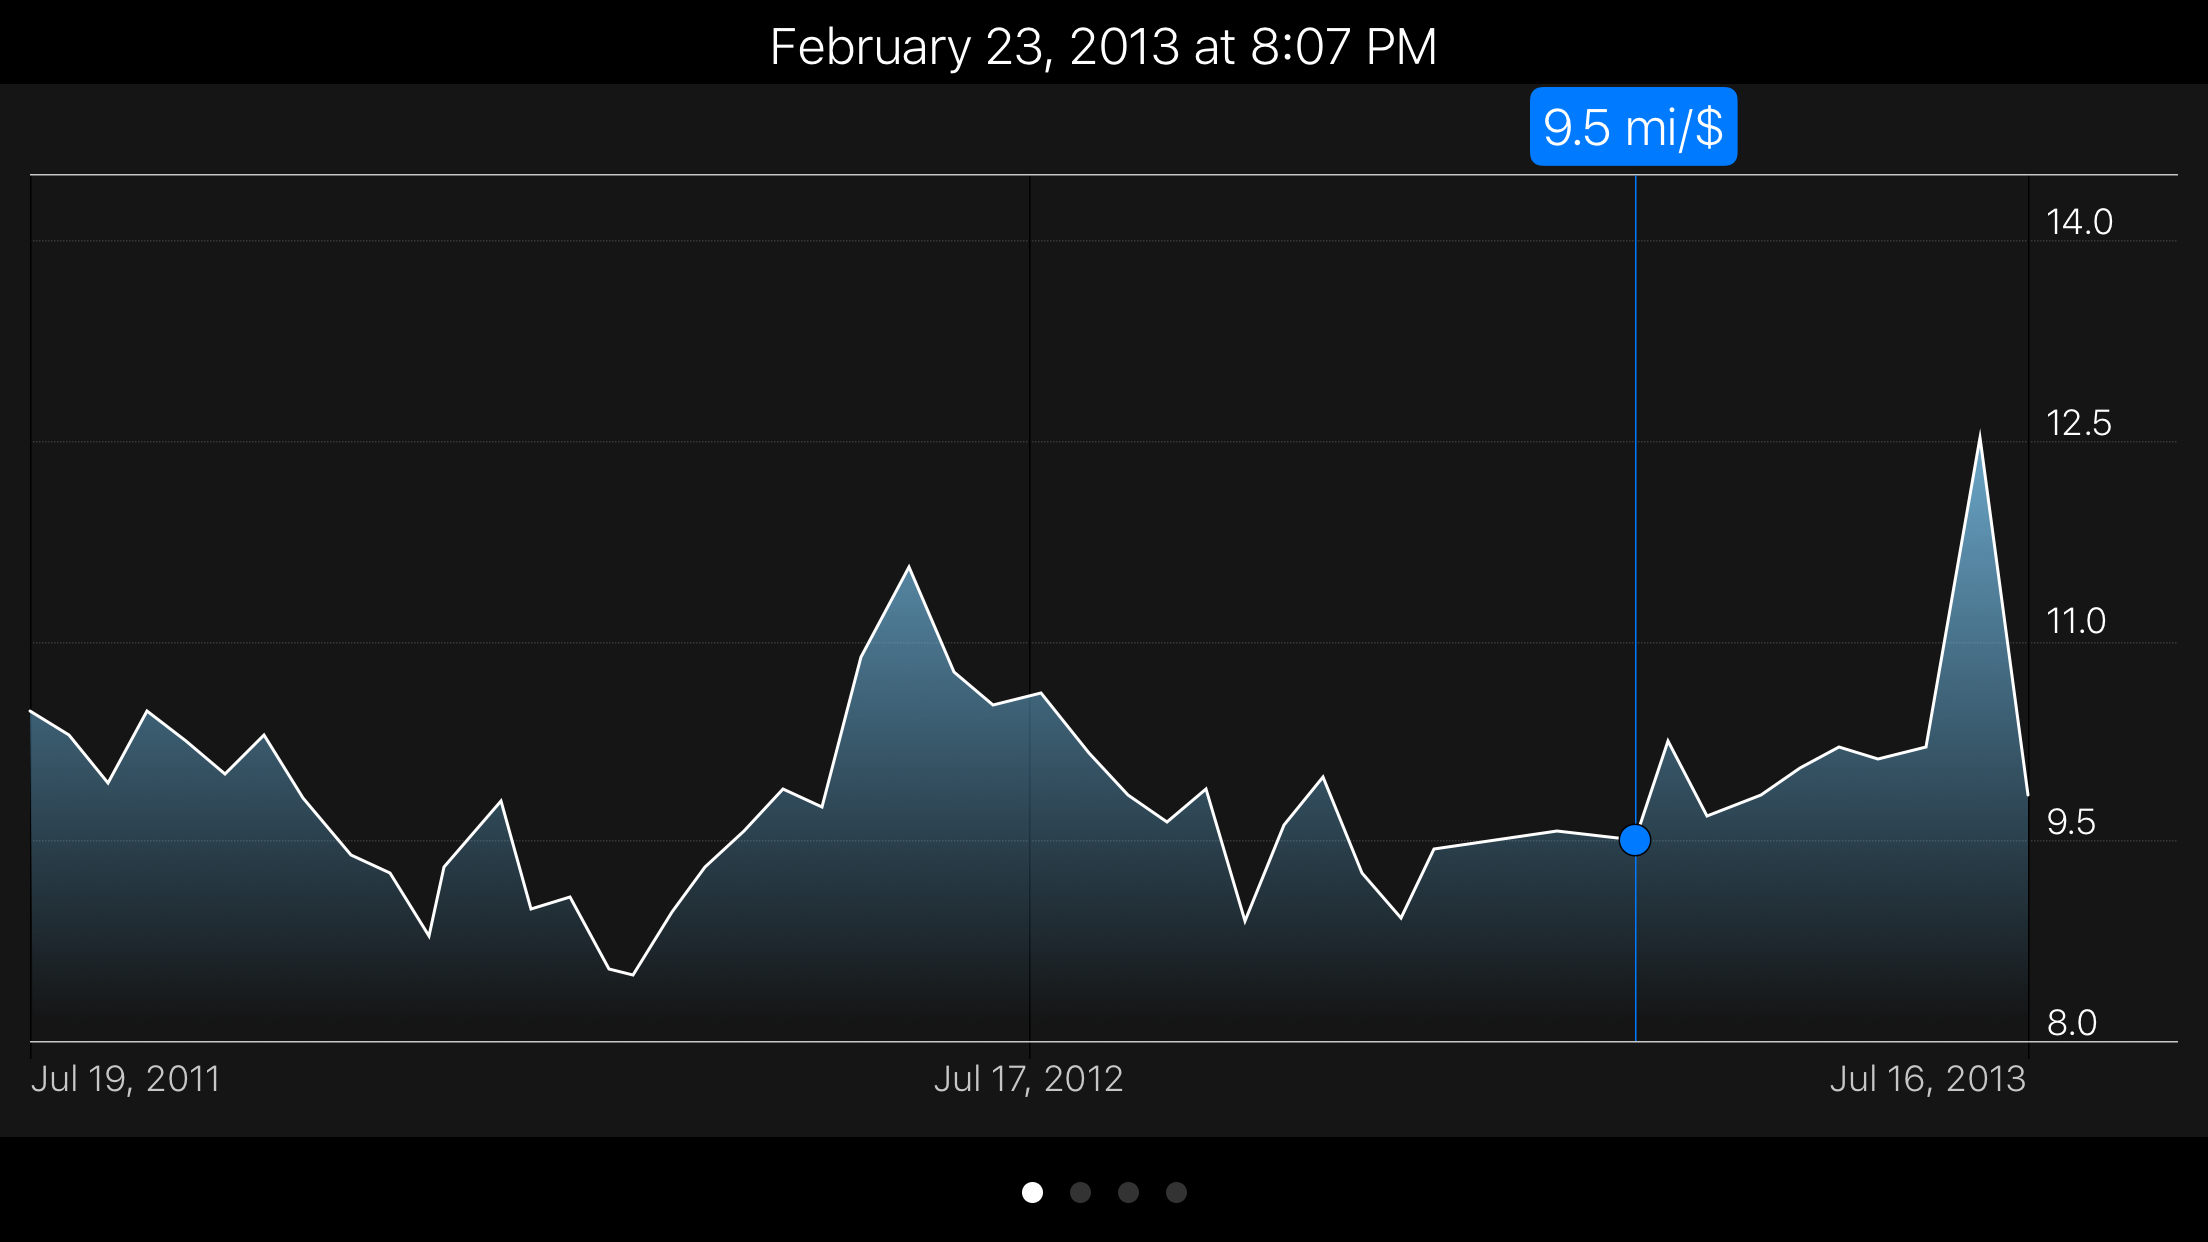 February 23, 2013 at 8:07 PM
9.5 mi/$
14.0
12.5
11.0
9.5
8.0
Jul 19, 2011
Jul 17, 2012
Jul 16, 2013